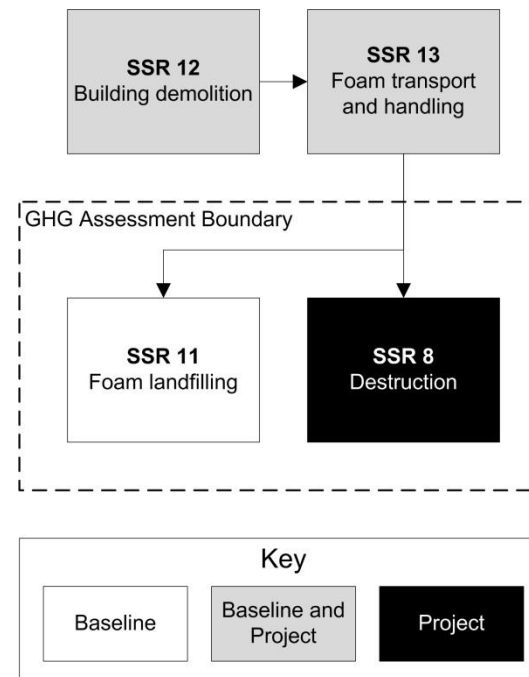 SSR 12
Building demolition
SSR 13
Foam transport
and handling
GHG Assessment Boundary
SSR 11
Foam landfilling
SSR 8
Destruction
Key
Baseline
Baseline and
Project
Project